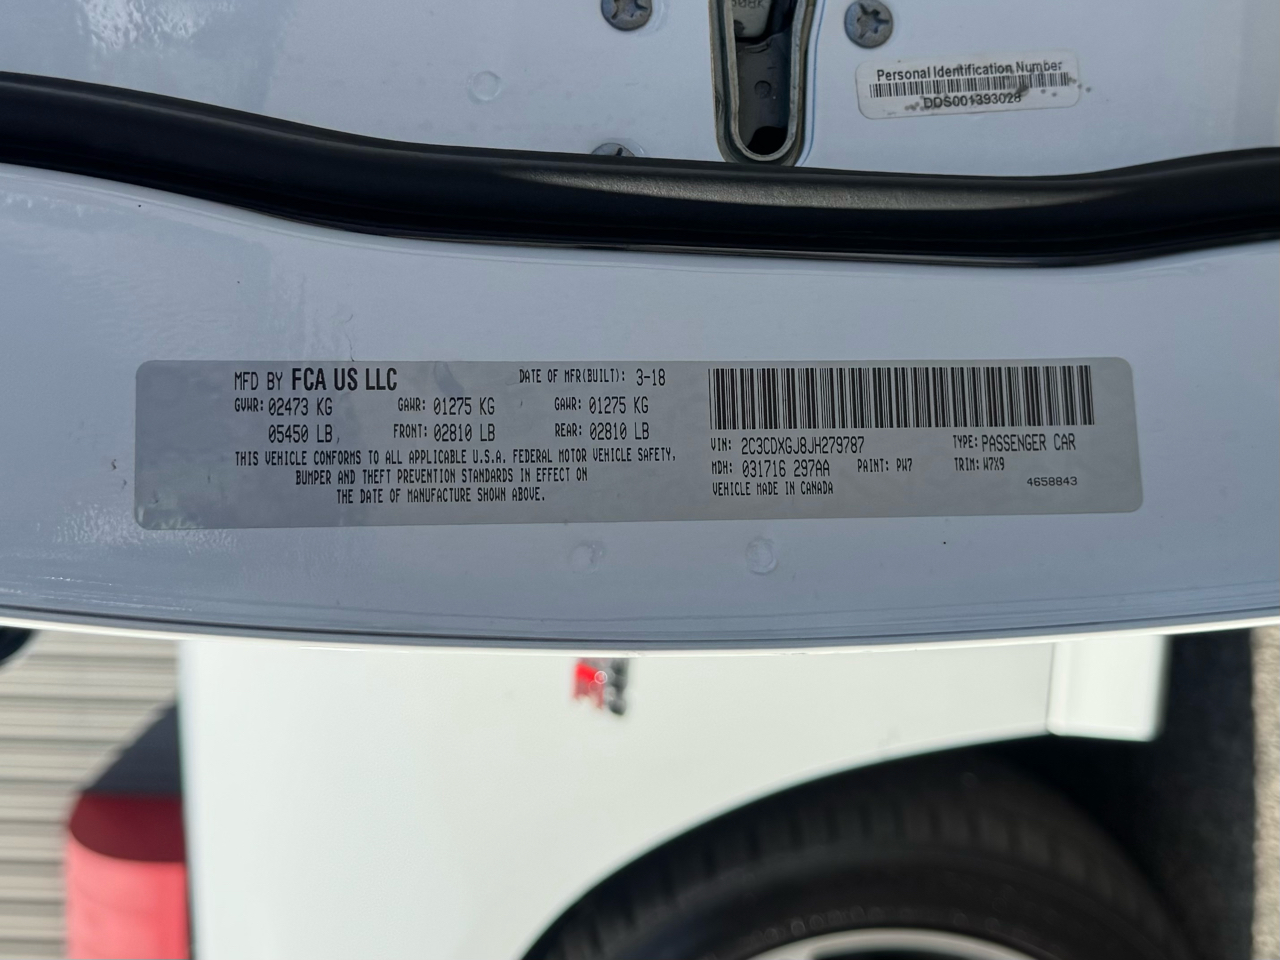 Personal Identification Number
DDS001393028
MFD BY FCA US LLC DATE OF MFR(BUILT): 3-18
GVWR: 02473 KG GAWR: 01275 KG GAWR: 01275 KG
05450 LB FRONT: 02810 LB REAR: 02810 LB
THIS VEHICLE CONFORMS TO ALL APPLICABLE U.S.A. FEDERAL MOTOR VEHICLE SAFETY,
BUMPER AND THEFT PREVENTION STANDARDS IN EFFECT ON
THE DATE OF MANUFACTURE SHOWN ABOVE.
VIN: 2C3CDXGJ8JH279787 TYPE: PASSENGER CAR
MDH: 031716 297AA PAINT: PW7 TRIM: W7X9
VEHICLE MADE IN CANADA 4658843